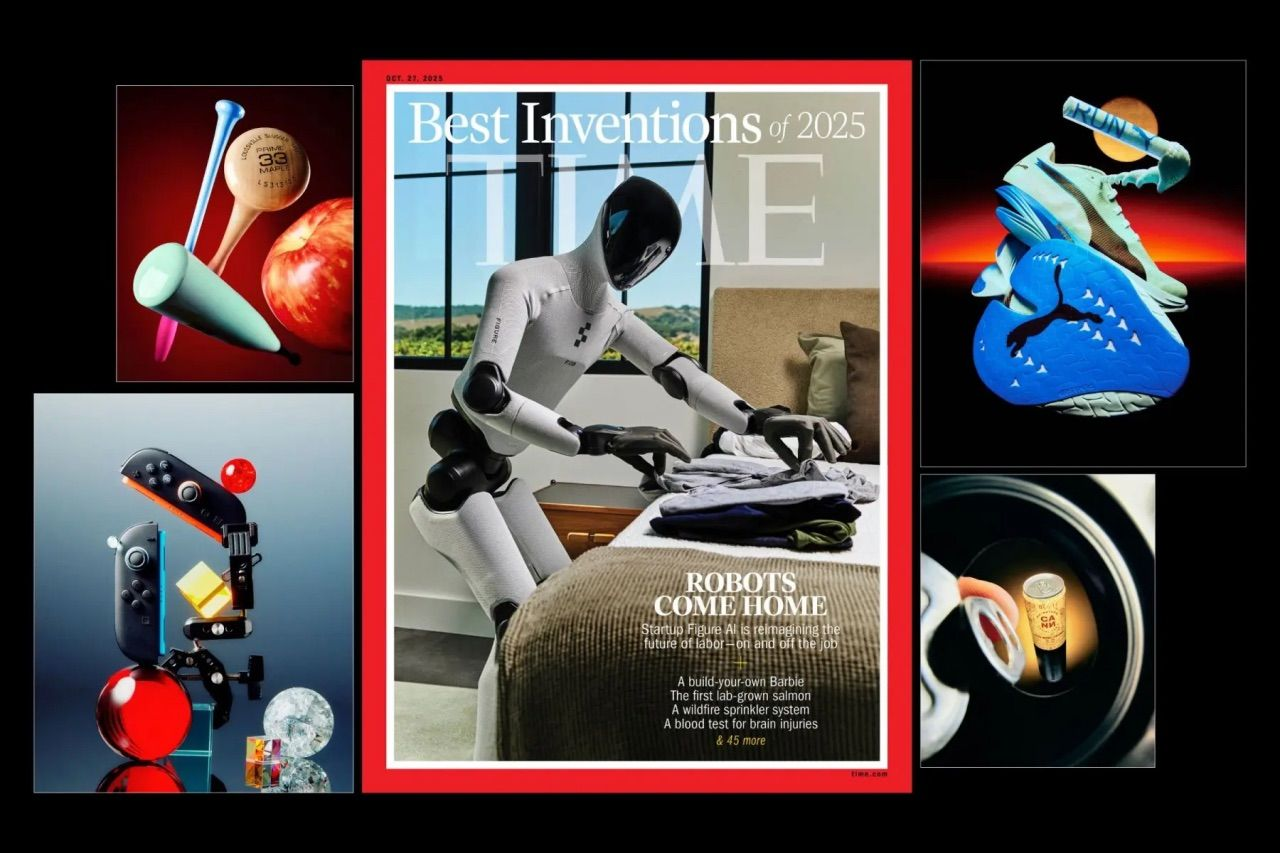 OCT. 27, 2025
Best Inventions of 2025
TIME
FIGURE
ROBOTS
COME HOME
Startup Figure AI is reimagining the
future of labor—on and off the job
+
A build-your-own Barbie
The first lab-grown salmon
A wildfire sprinkler system
A blood test for brain injuries
& 45 more
time.com
LOUISVILLE SLUGGER
PRIME
33
MAPLE
RUN
CA
NN